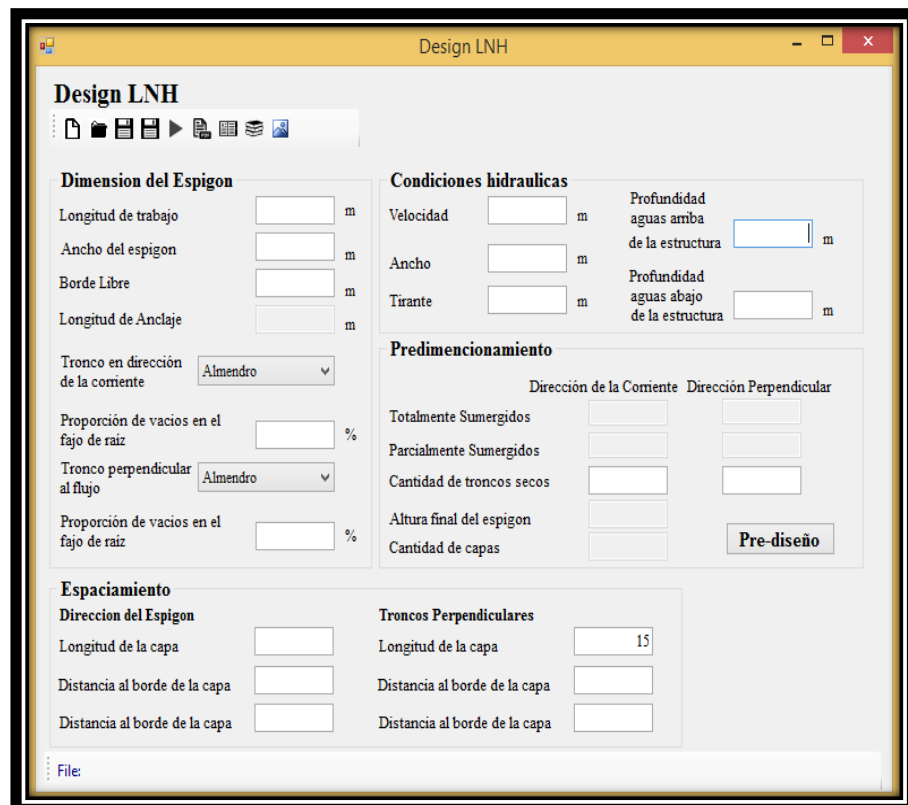 Design LNH
Design LNH
Dimension del Espigon
Longitud de trabajo
m
Ancho del espigon
m
Borde Libre
m
Longitud de Anclaje
m
Tronco en dirección
de la corriente
Almendro
Proporción de vacios en el
fajo de raíz
%
Tronco perpendicular
al flujo
Almendro
Proporción de vacios en el
fajo de raíz
%
Condiciones hidraulicas
Velocidad
m
Ancho
m
Tirante
m
Profundidad
aguas arriba
de la estructura
m
Profundidad
aguas abajo
de la estructura
m
Predimencionamiento
Dirección de la Corriente Dirección Perpendicular
Totalmente Sumergidos
Parcialmente Sumergidos
Cantidad de troncos secos
Altura final del espigon
Cantidad de capas
Pre-diseño
Espaciamiento
Direccion del Espigon
Longitud de la capa
Distancia al borde de la capa
Distancia al borde de la capa
Troncos Perpendiculares
Longitud de la capa
15
Distancia al borde de la capa
Distancia al borde de la capa
File: